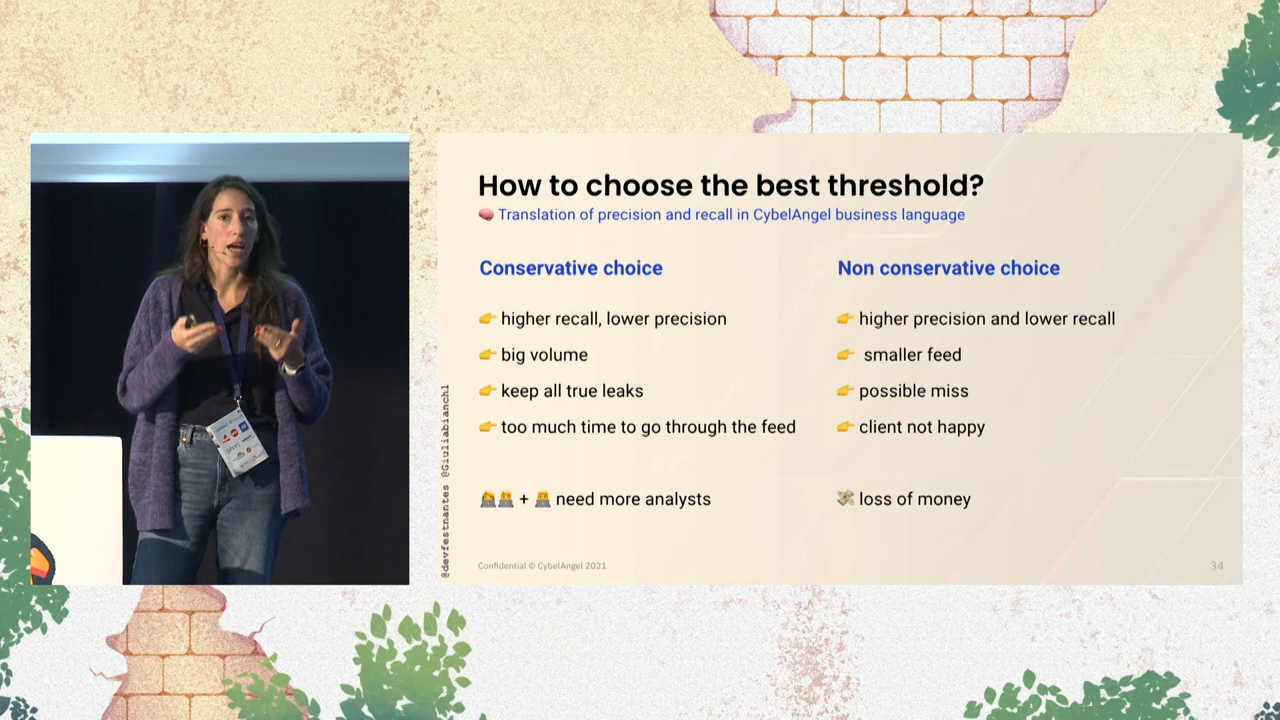 How to choose the best threshold?
🧠 Translation of precision and recall in CybelAngel business language
Conservative choice
👉 higher recall, lower precision
👉 big volume
👉 keep all true leaks
👉 too much time to go through the feed
👩‍💻👨‍💻 + 👨‍💻 need more analysts
Non conservative choice
👉 higher precision and lower recall
👉 smaller feed
👉 possible miss
👉 client not happy
💸 loss of money
@devfestnantes @Giuliabianchl
Confidential © CybelAngel 2021
34